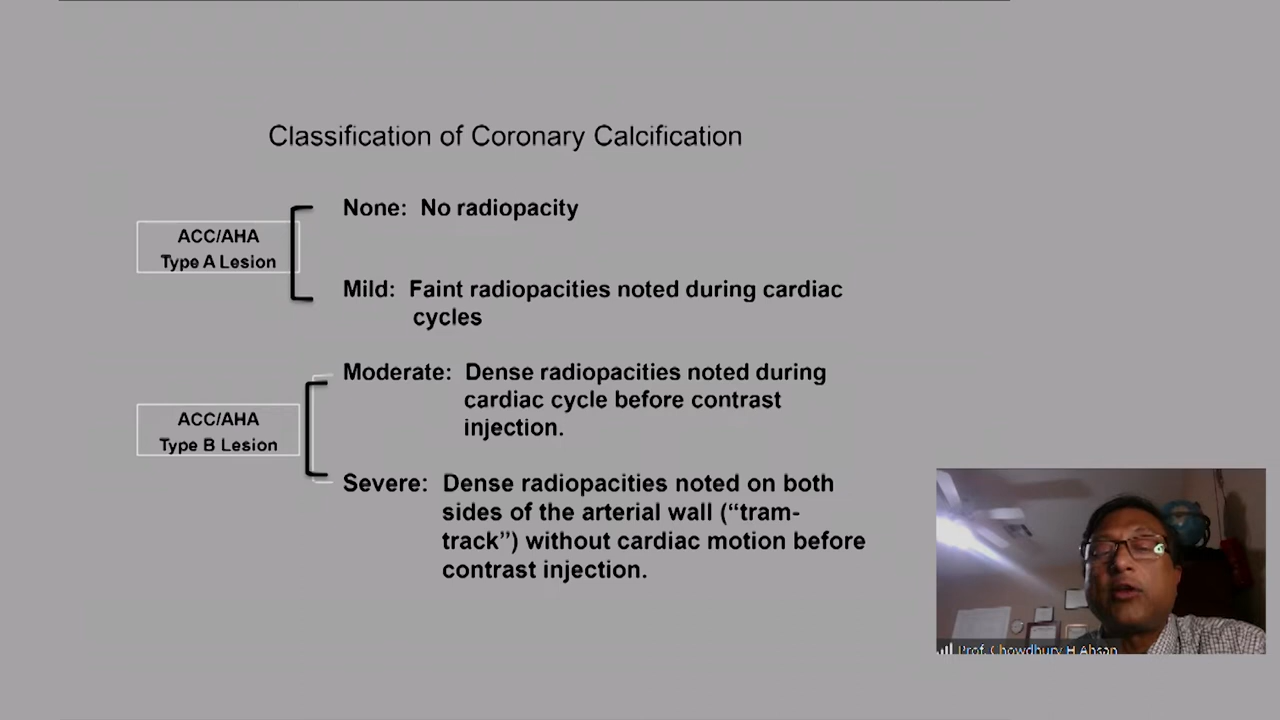 Classification of Coronary Calcification
None: No radiopacity
ACC/AHA
Type A Lesion
Mild: Faint radiopacities noted during cardiac
cycles
Moderate: Dense radiopacities noted during
cardiac cycle before contrast
injection.
ACC/AHA
Type B Lesion
Severe: Dense radiopacities noted on both
sides of the arterial wall (“tram-
track”) without cardiac motion before
contrast injection.
Prof. Chowdhury H Ahsan